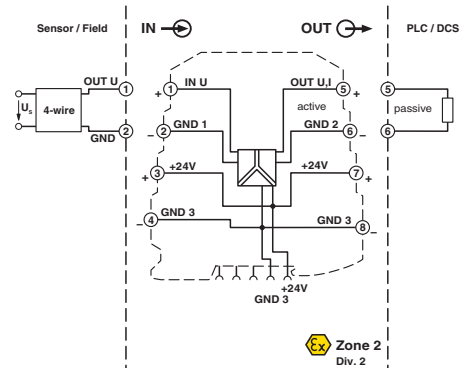 Sensor / Field
IN
OUT
PLC / DCS
OUT U
1
+
1
IN U
OUT U,I
5
+
5
4-wire
Us
active
passive
GND
2
–
2
GND 1
GND 2
6
–
6
+
3
+24V
+24V
7
+
–
4
GND 3
GND 3
8
–
+24V
GND 3
Ex
Zone 2
Div. 2